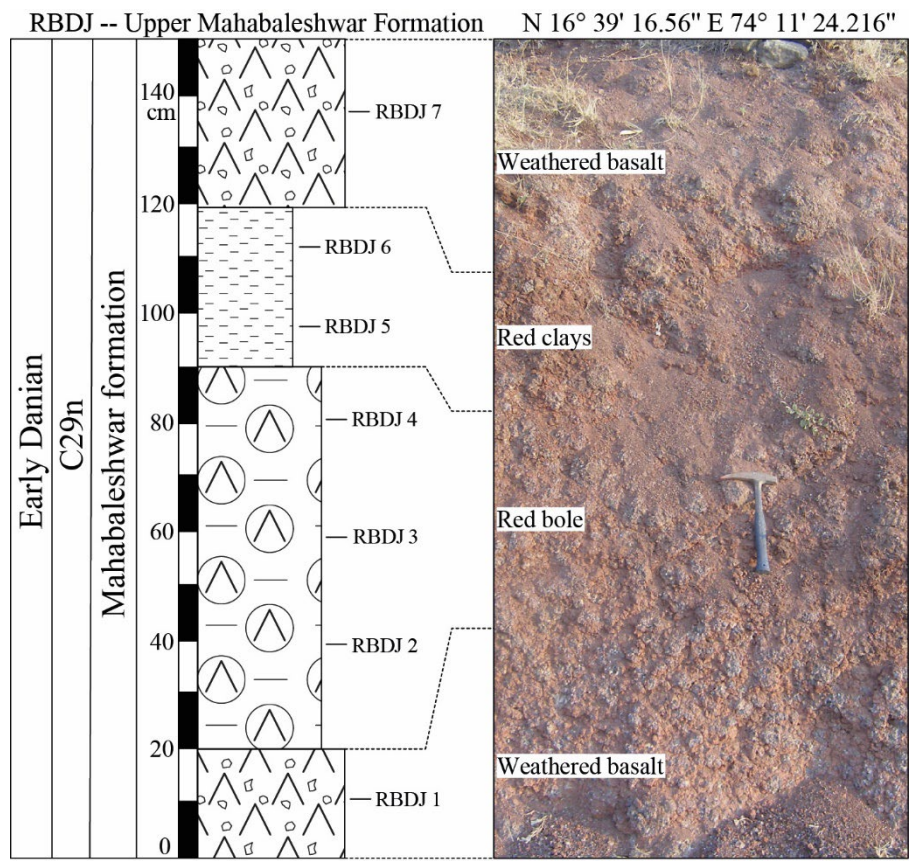 RBDJ -- Upper Mahabaleshwar Formation
N 16° 39' 16.56" E 74° 11' 24.216"
Early Danian
C29n
Mahabaleshwar formation
140
cm
120
100
80
60
40
20
0
RBDJ 7
RBDJ 6
RBDJ 5
RBDJ 4
RBDJ 3
RBDJ 2
RBDJ 1
Weathered basalt
Red clays
Red bole
Weathered basalt